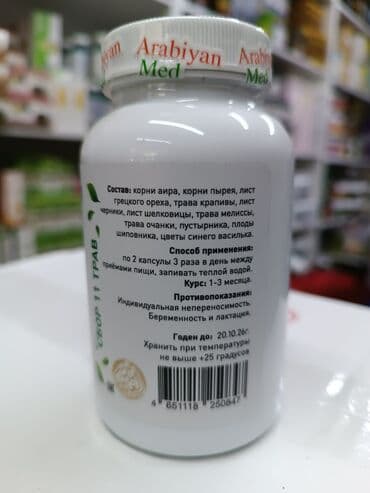 Arabiyan
Med
Состав: корни аира, корни пырея, лист
грецкого ореха, трава крапивы, лист
черники, лист шелковицы, трава мелиссы,
трава очанки, пустырника, плоды
шиповника, цветы синего василька.
Способ применения:
по 2 капсулы 3 раза в день между
приёмами пищи, запивать теплой водой.
Курс: 1-3 месяца.
Противопоказания:
Индивидуальная непереносимость.
Беременность и лактация.
Годен до: 20.10.26г.
Хранить при температуры
не выше +25 градусов
4 651118 250847
СБОР 11 ТРАВ